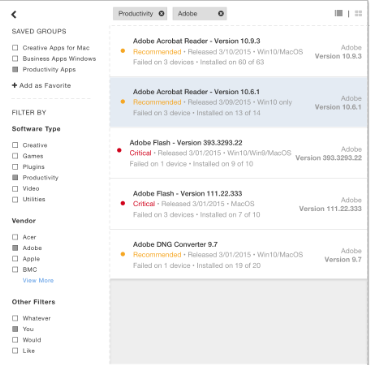 SAVED GROUPS
Creative Apps for Mac
Business Apps Windows
Productivity Apps
+ Add as Favorite
FILTER BY
Software Type
Creative
Games
Plugins
Productivity
Video
Utilities
Vendor
Acer
Adobe
Apple
BMC
View More
Other Filters
Whatever
You
Would
Like
Productivity
Adobe
Adobe Acrobat Reader - Version 10.9.3
Recommended • Released 3/10/2015 • Win10/MacOS
Failed on 3 devices • Installed on 60 of 63
Adobe
Version 10.9.3
Adobe Acrobat Reader - Version 10.6.1
Recommended • Released 3/09/2015 • Win10 only
Failed on 3 device • Installed on 13 of 14
Adobe
Version 10.6.1
Adobe Flash - Version 393.3293.22
Critical • Released 3/01/2015 • Win10/Win9/MacOS
Failed on 1 device • Installed on 9 of 10
Adobe
Version 393.3293.22
Adobe Flash - Version 111.22.333
Critical • Released 3/01/2015 • MacOS
Failed on 3 devices • Installed on 7 of 10
Adobe
Version 111.22.333
Adobe DNG Converter 9.7
Recommended • Released 3/01/2015 • Win10/MacOS
Failed on 1 device • Installed on 19 of 20
Adobe
Version 9.7